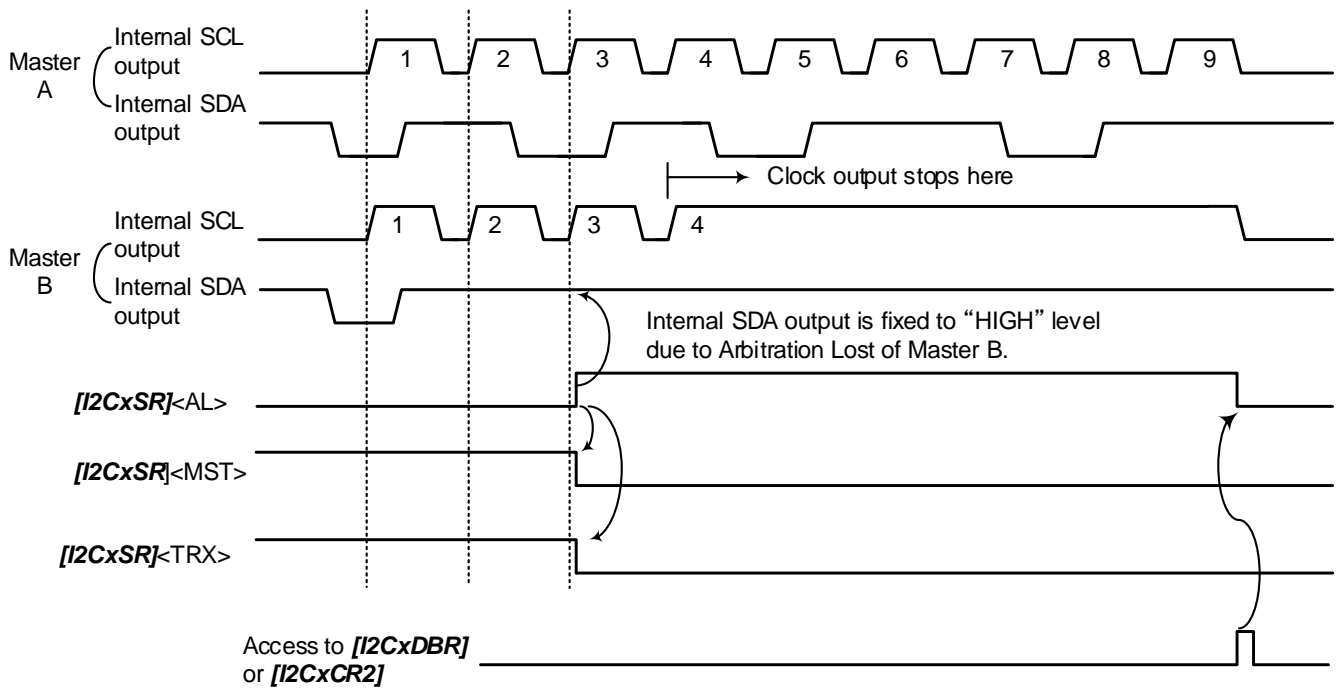 Master
A
Internal SCL
output
1 2 3 4 5 6 7 8 9
Internal SDA
output
Clock output stops here
Master
B
Internal SCL
output
1 2 3 4
Internal SDA
output
Internal SDA output is fixed to “HIGH” level
due to Arbitration Lost of Master B.
[I2CxSR]<AL>
[I2CxSR]<MST>
[I2CxSR]<TRX>
Access to [I2CxDBR]
or [I2CxCR2]